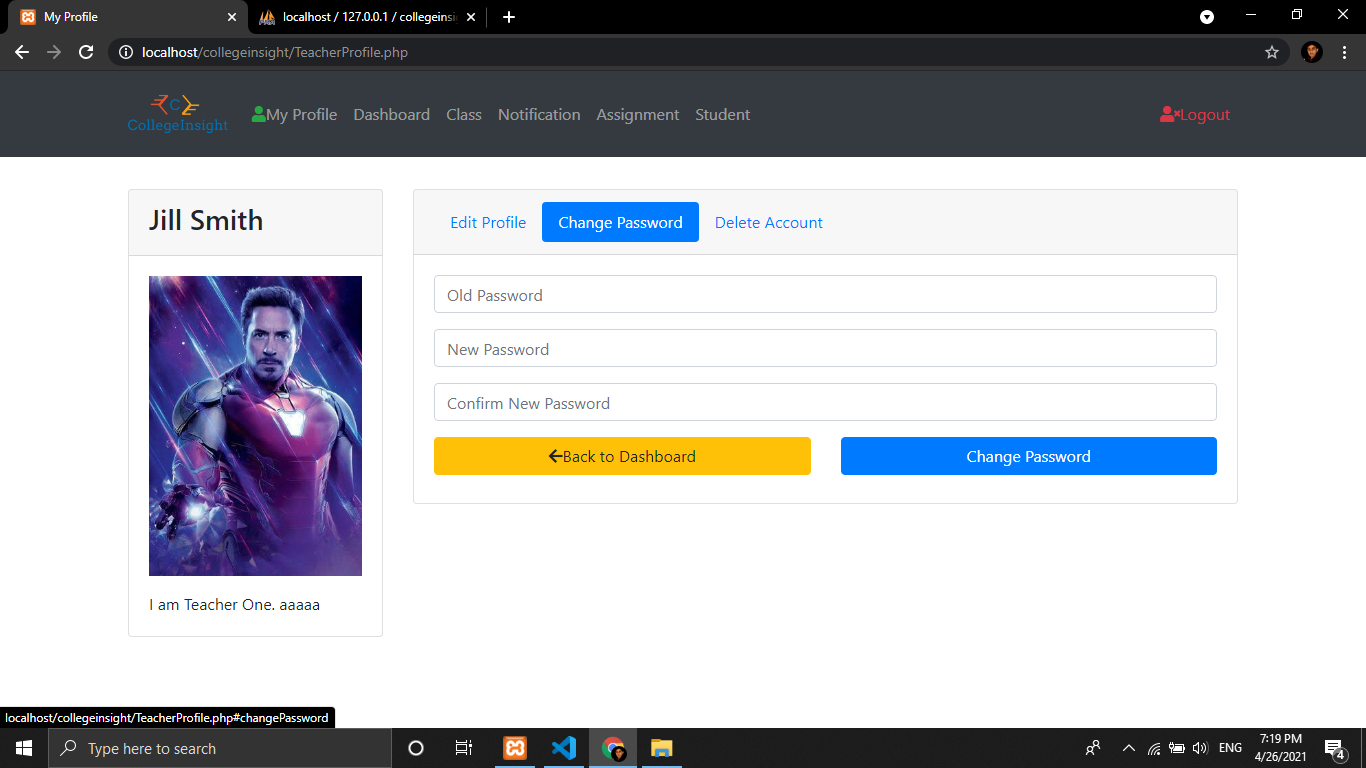 My Profile
localhost / 127.0.0.1 / collegeinsi
localhost/collegeinsight/TeacherProfile.php
CollegeInsight
My Profile Dashboard Class Notification Assignment Student Logout
Jill Smith
Edit Profile Change Password Delete Account
Old Password
New Password
Confirm New Password
Back to Dashboard Change Password
I am Teacher One. aaaaa
localhost/collegeinsight/TeacherProfile.php#changePassword
Type here to search
ENG
7:19 PM
4/26/2021
4